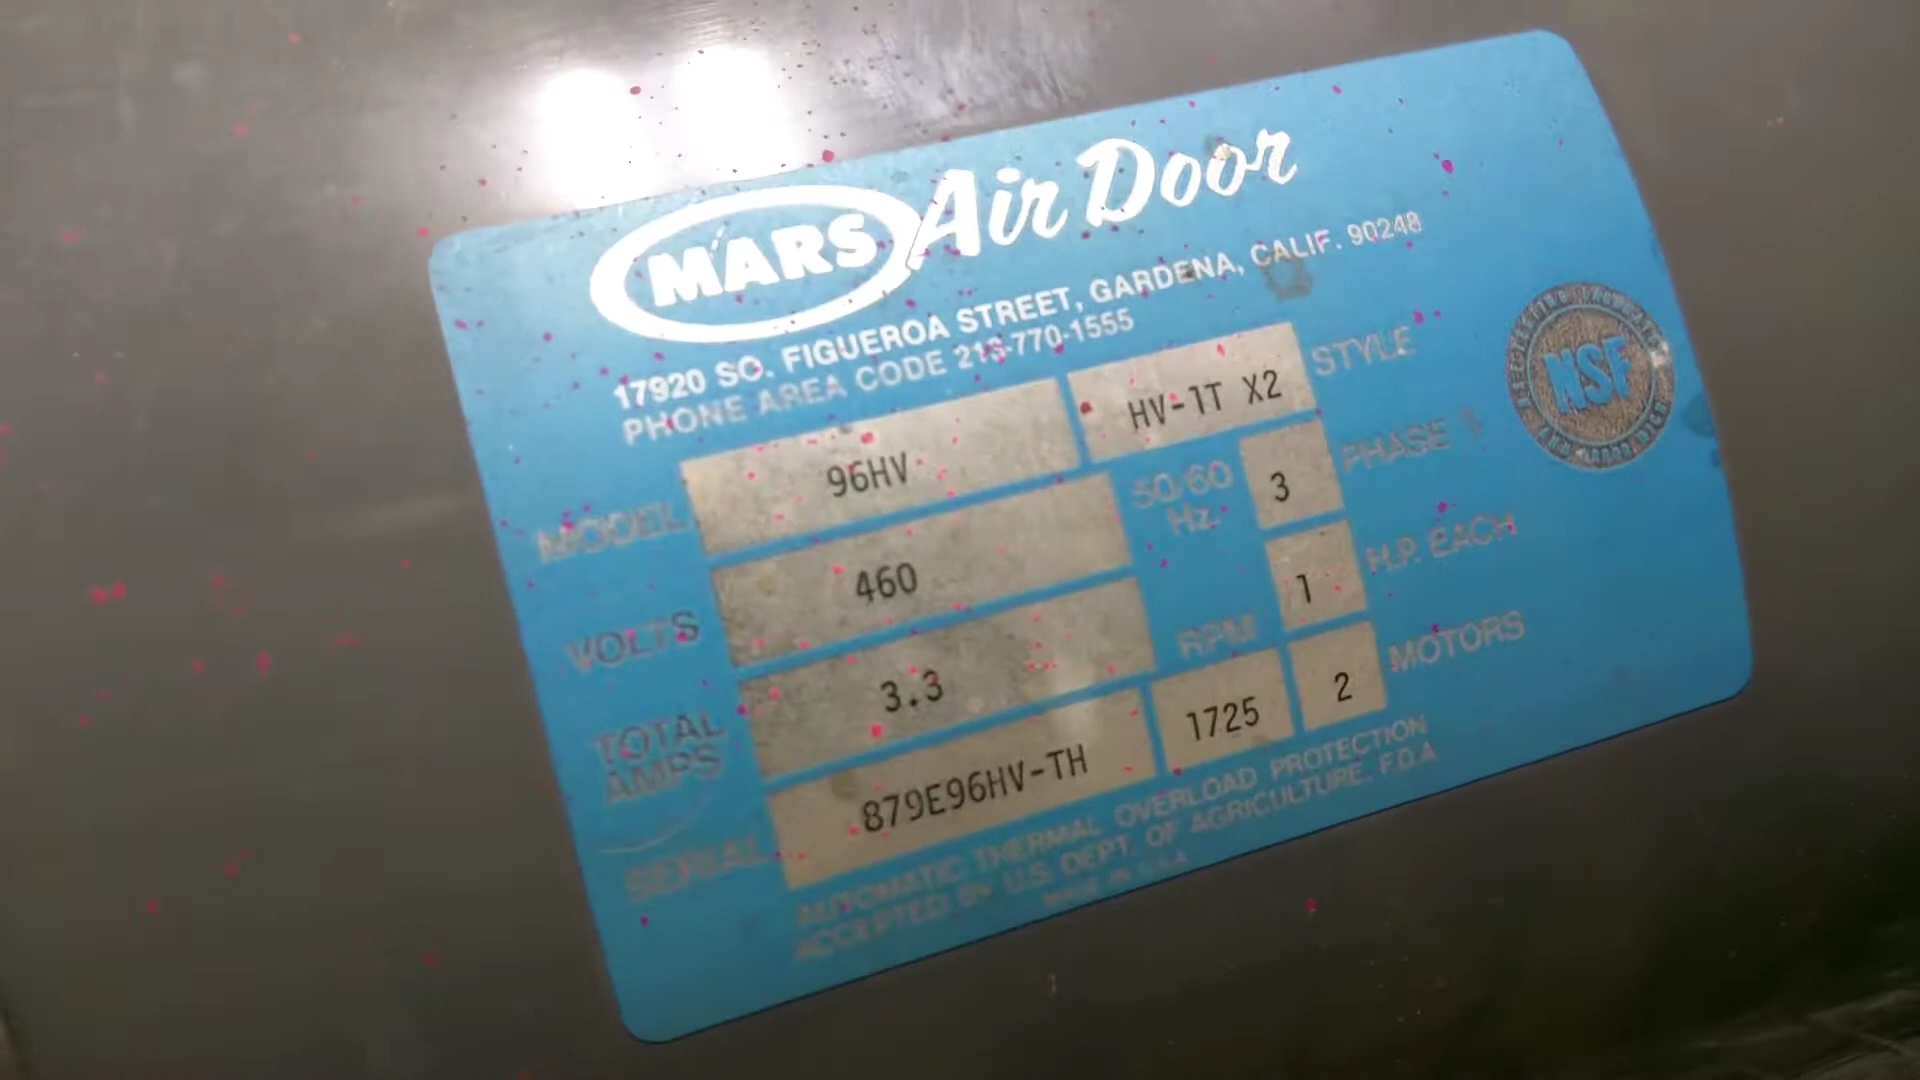 MARS Air Door
17920 SO. FIGUEROA STREET, GARDENA, CALIF. 90248
PHONE AREA CODE 213-770-1555
MODEL 96HV HV-1T X2 STYLE
VOLTS 460 50/60 Hz. 3 PHASE
1 H.P. EACH
TOTAL AMPS 3.3 RPM 1725 2 MOTORS
SERIAL 879E96HV-TH
AUTOMATIC THERMAL OVERLOAD PROTECTION
ACCEPTED BY U.S. DEPT. OF AGRICULTURE, F.D.A
MADE IN U.S.A
NSF